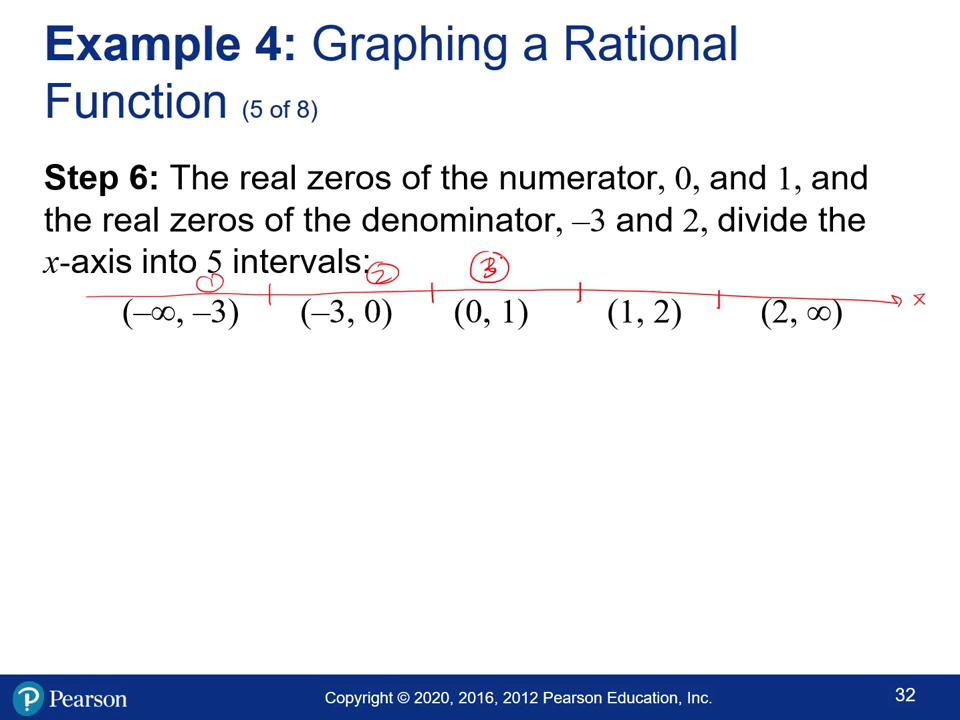 Example 4: Graphing a Rational
Function (5 of 8)
Step 6: The real zeros of the numerator, 0, and 1, and
the real zeros of the denominator, –3 and 2, divide the
x-axis into 5 intervals:
① ② ③
(–∞, –3) (–3, 0) (0, 1) (1, 2) (2, ∞) x
Pearson
Copyright © 2020, 2016, 2012 Pearson Education, Inc.
32